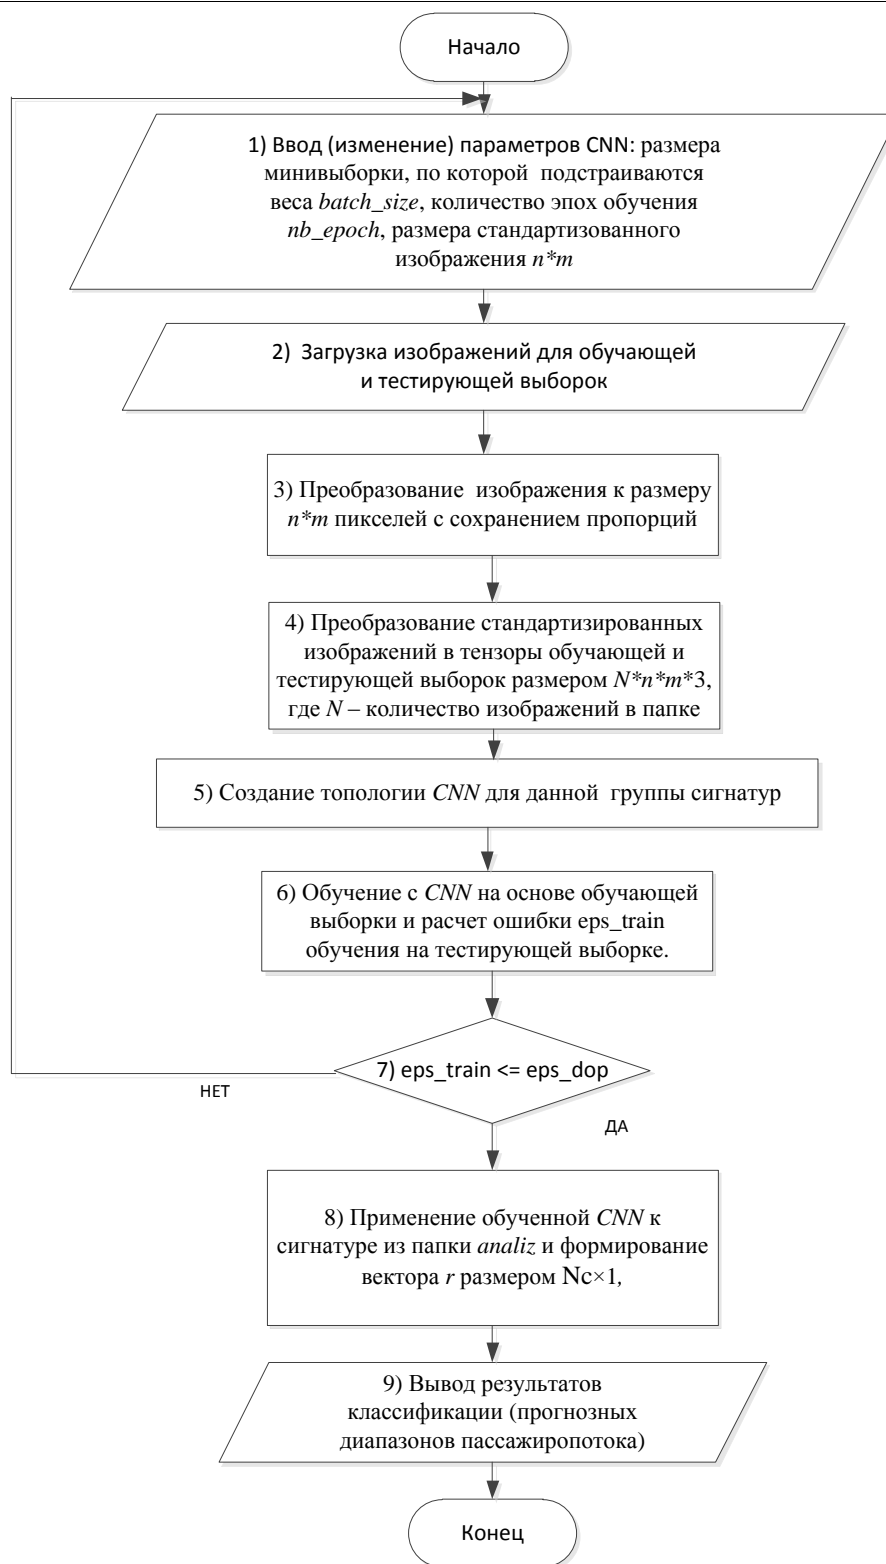 Начало
1) Ввод (изменение) параметров CNN: размера
минивыборки, по которой подстраиваются
веса batch_size, количество эпох обучения
nb_epoch, размера стандартизованного
изображения n*m
2) Загрузка изображений для обучающей
и тестирующей выборок
3) Преобразование изображения к размеру
n*m пикселей с сохранением пропорций
4) Преобразование стандартизированных
изображений в тензоры обучающей и
тестирующей выборок размером N*n*m*3,
где N – количество изображений в папке
5) Создание топологии CNN для данной группы сигнатур
6) Обучение с CNN на основе обучающей
выборки и расчет ошибки eps_train
обучения на тестирующей выборке.
7) eps_train <= eps_dop
НЕТ
ДА
8) Применение обученной CNN к
сигнатуре из папки analiz и формирование
вектора r размером Nc×1,
9) Вывод результатов
классификации (прогнозных
диапазонов пассажиропотока)
Конец